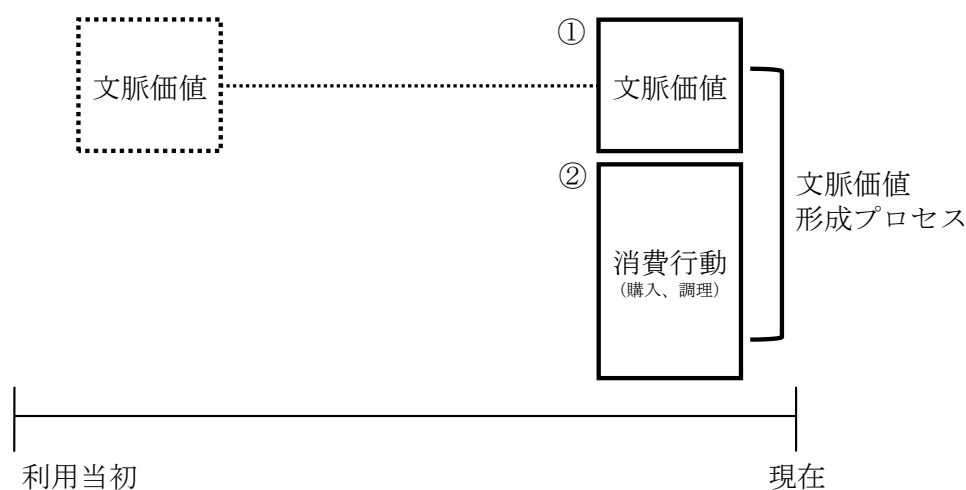 文脈価値
①
文脈価値
②
消費行動
（購入、調理）
文脈価値
形成プロセス
利用当初
現在